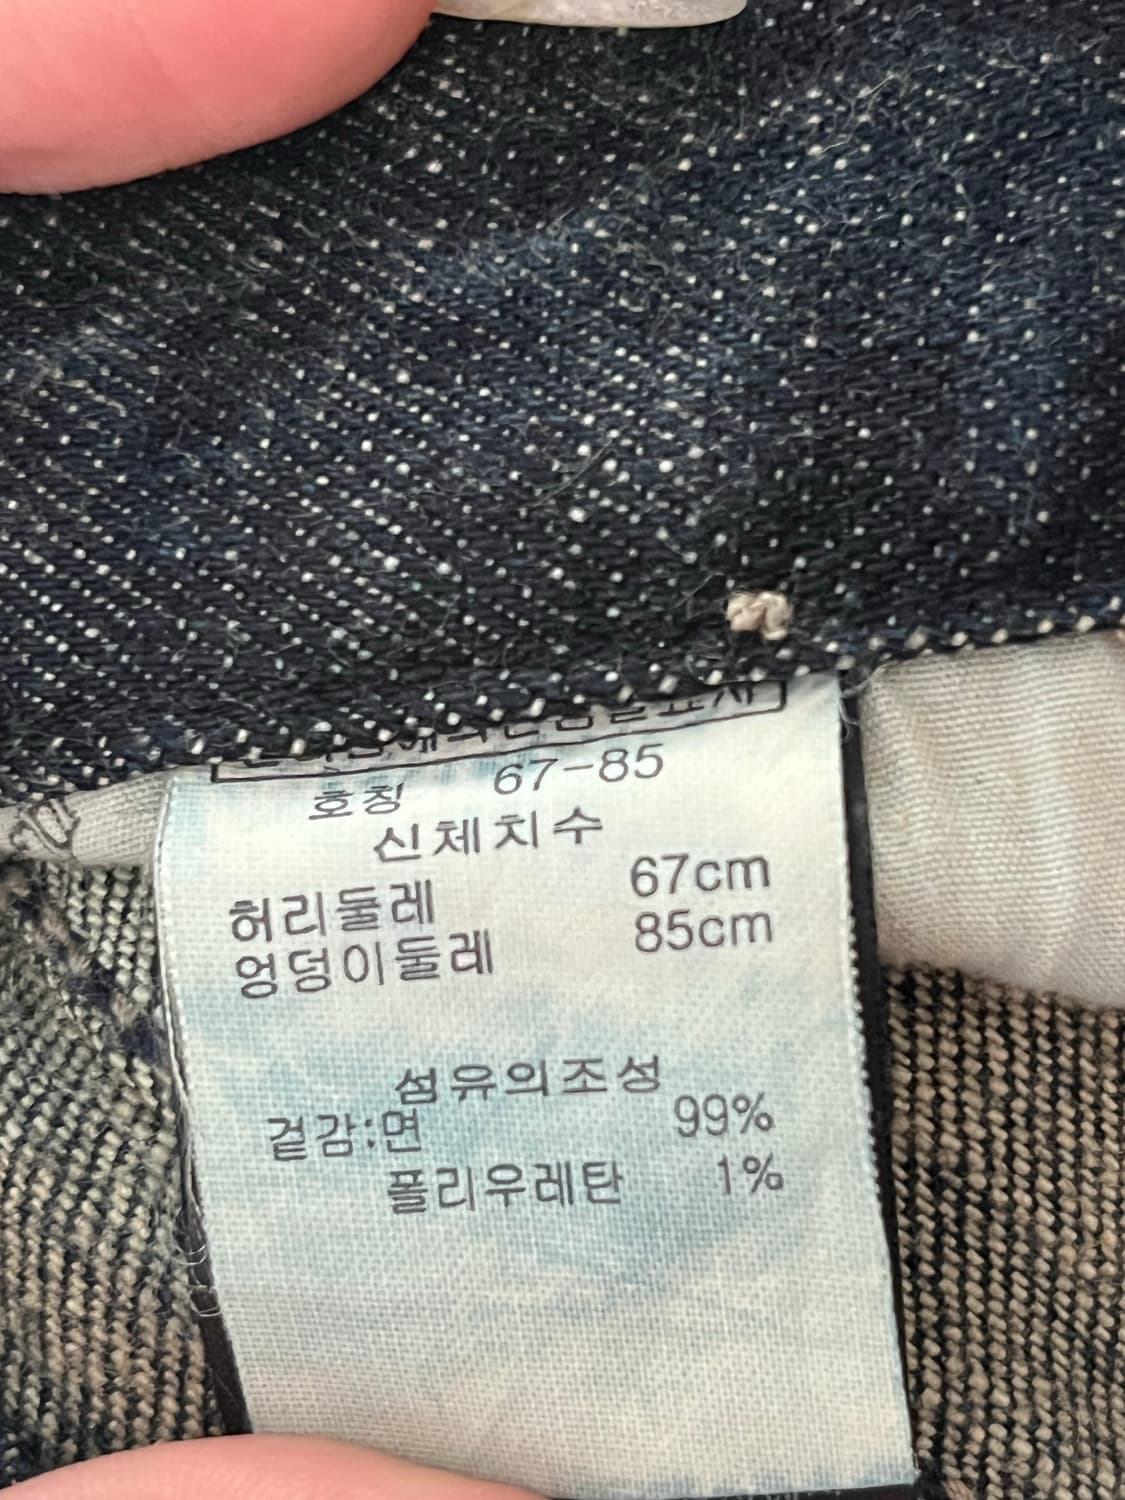 호칭 67-85
신체치수
허리둘레 67cm
엉덩이둘레 85cm
섬유의조성
겉감:면 99%
폴리우레탄 1%